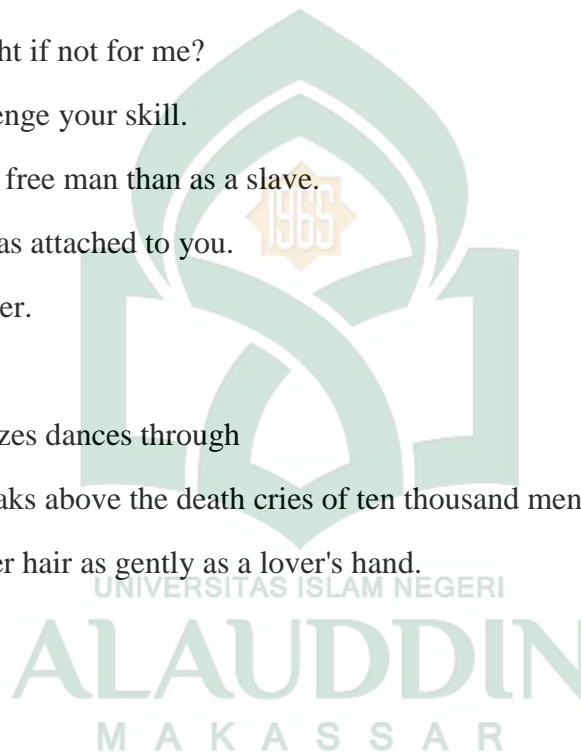 ht if not for me?
enge your skill.
free man than as a slave.
as attached to you.
er.
1965
zes dances through
aks above the death cries of ten thousand men
er hair as gently as a lover's hand.
UNIVERSITAS ISLAM NEGERI
ALAUDDIN
MAKASSAR